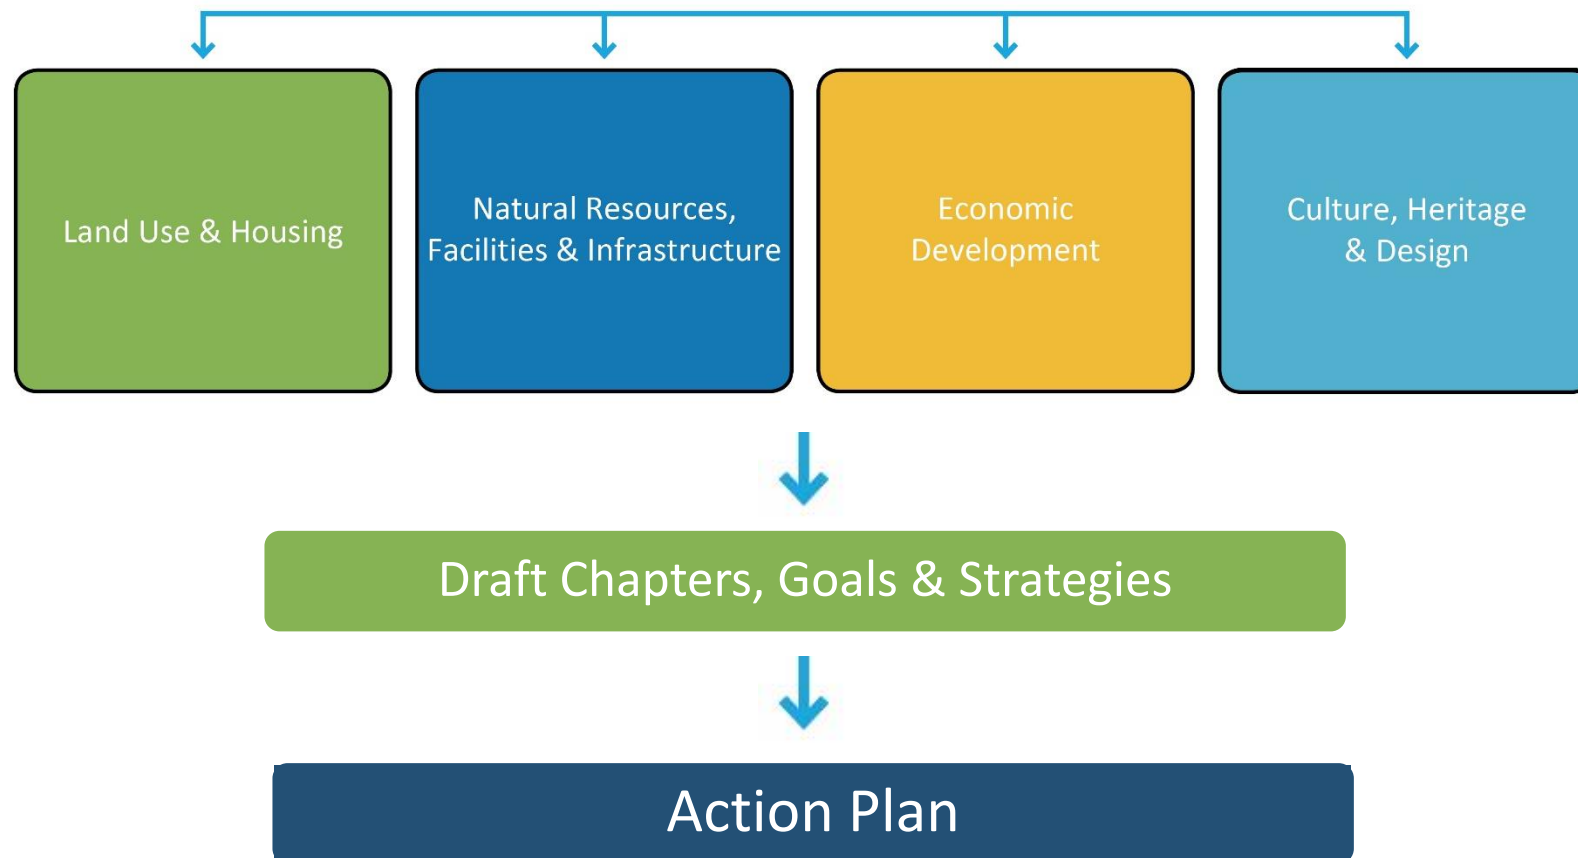 Land Use & Housing
Natural Resources,
Facilities & Infrastructure
Economic
Development
Culture, Heritage
& Design
Draft Chapters, Goals & Strategies
Action Plan